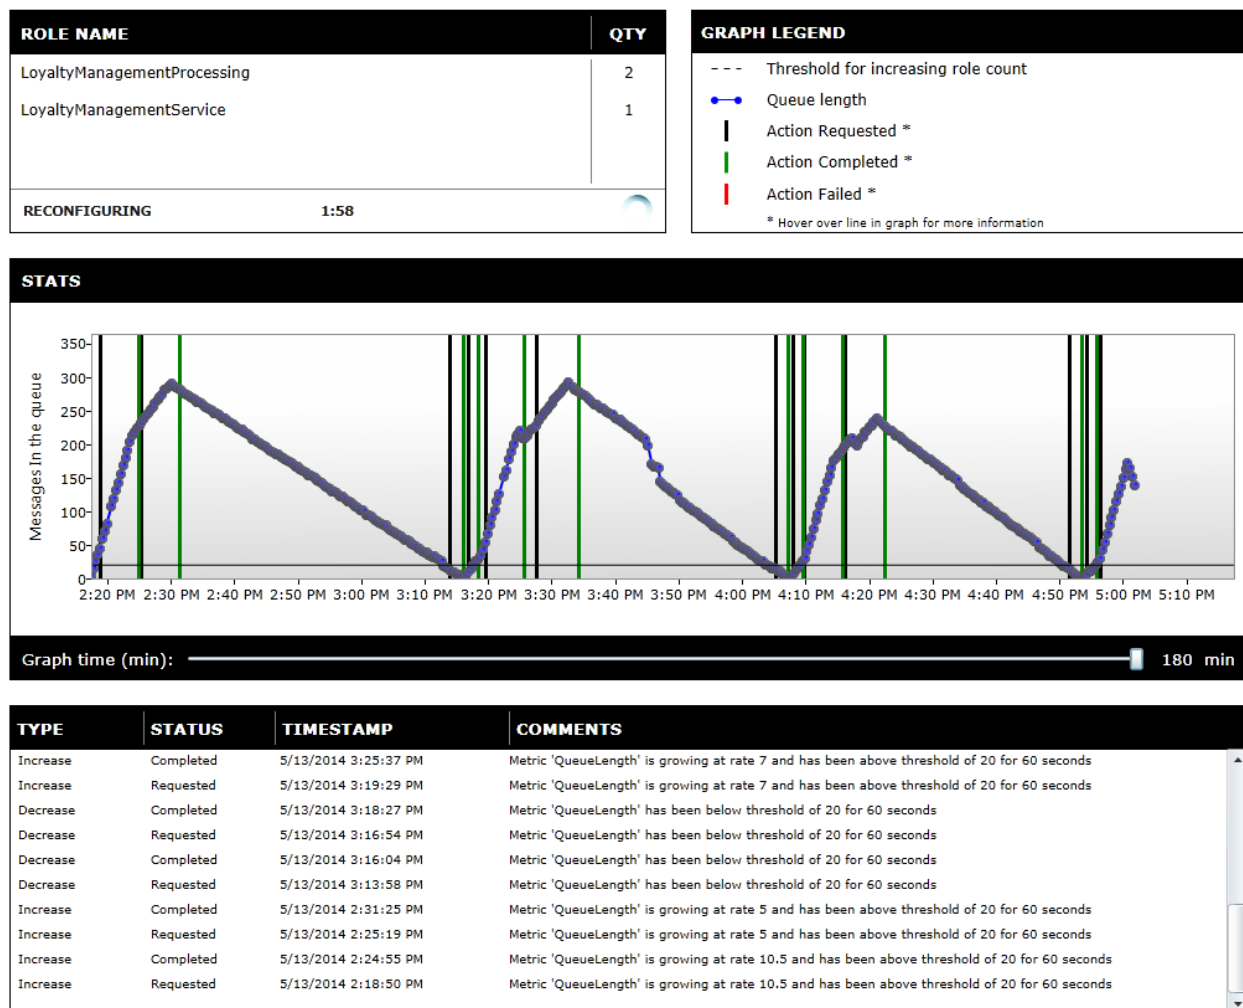 ROLE NAME QTY
LoyaltyManagementProcessing 2
LoyaltyManagementService 1
RECONFIGURING 1:58
GRAPH LEGEND
Threshold for increasing role count
Queue length
Action Requested *
Action Completed *
Action Failed *
* Hover over line in graph for more information
STATS
Messages In the queue
350
300
250
200
150
100
50
0
2:20 PM 2:30 PM 2:40 PM 2:50 PM 3:00 PM 3:10 PM 3:20 PM 3:30 PM 3:40 PM 3:50 PM 4:00 PM 4:10 PM 4:20 PM 4:30 PM 4:40 PM 4:50 PM 5:00 PM 5:10 PM
Graph time (min): 180 min
TYPE STATUS TIMESTAMP COMMENTS
Increase Completed 5/13/2014 3:25:37 PM Metric 'QueueLength' is growing at rate 7 and has been above threshold of 20 for 60 seconds
Increase Requested 5/13/2014 3:19:29 PM Metric 'QueueLength' is growing at rate 7 and has been above threshold of 20 for 60 seconds
Decrease Completed 5/13/2014 3:18:27 PM Metric 'QueueLength' has been below threshold of 20 for 60 seconds
Decrease Requested 5/13/2014 3:16:54 PM Metric 'QueueLength' has been below threshold of 20 for 60 seconds
Decrease Completed 5/13/2014 3:16:04 PM Metric 'QueueLength' has been below threshold of 20 for 60 seconds
Decrease Requested 5/13/2014 3:13:58 PM Metric 'QueueLength' has been below threshold of 20 for 60 seconds
Increase Completed 5/13/2014 2:31:25 PM Metric 'QueueLength' is growing at rate 5 and has been above threshold of 20 for 60 seconds
Increase Requested 5/13/2014 2:25:19 PM Metric 'QueueLength' is growing at rate 5 and has been above threshold of 20 for 60 seconds
Increase Completed 5/13/2014 2:24:55 PM Metric 'QueueLength' is growing at rate 10.5 and has been above threshold of 20 for 60 seconds
Increase Requested 5/13/2014 2:18:50 PM Metric 'QueueLength' is growing at rate 10.5 and has been above threshold of 20 for 60 seconds